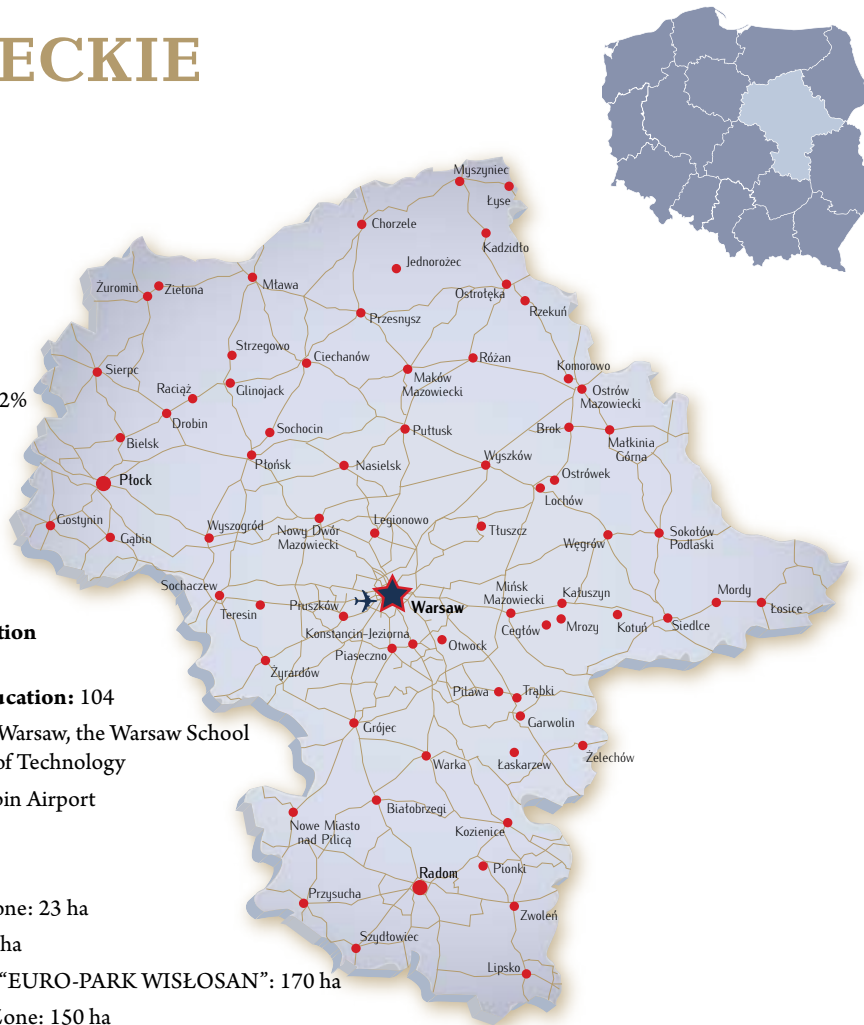 ECKIE
Myszyniec
Łyse
Chorzele
Kadzidło
Jednorożec
Żuromin
Zielona
Mława
Ostrołęka
Rzekuń
Przesnysz
Strzegowo
Ciechanów
Różan
Sierpc
Maków
Mazowiecki
Komorowo
Ostrów
Mazowiecki
Raciąż
Glinojack
2%
Drobin
Sochocin
Pułtusk
Brok
Małkinia
Górna
Bielsk
Płońsk
Nasielsk
Wyszków
Ostrówek
Płock
Lochów
Gostynin
Gąbin
Wyszogród
Nowy Dwór
Mazowiecki
Legionowo
Tłuszcz
Węgrów
Sokołów
Podlaski
Sochaczew
Teresin
Pruszków
Warsaw
Mińsk
Mazowiecki
Kałuszyn
Mordy
Łosice
Konstancin-Jeziorna
Cegłów
Mrozy
Kotuń
Siedlce
tion
Piaseczno
Otwock
Żyrardów
Piława
Trąbki
ucation: 104
Garwolin
Grójec
Warsaw, the Warsaw School
of Technology
Warka
Łaskarzew
Żelechów
pin Airport
Białobrzegi
Nowe Miasto
nad Pilicą
Kozienice
Radom
Pionki
Przysucha
one: 23 ha
Zwoleń
Szydłowiec
ha
Lipsko
“EURO-PARK WISŁOSAN”: 170 ha
Zone: 150 ha